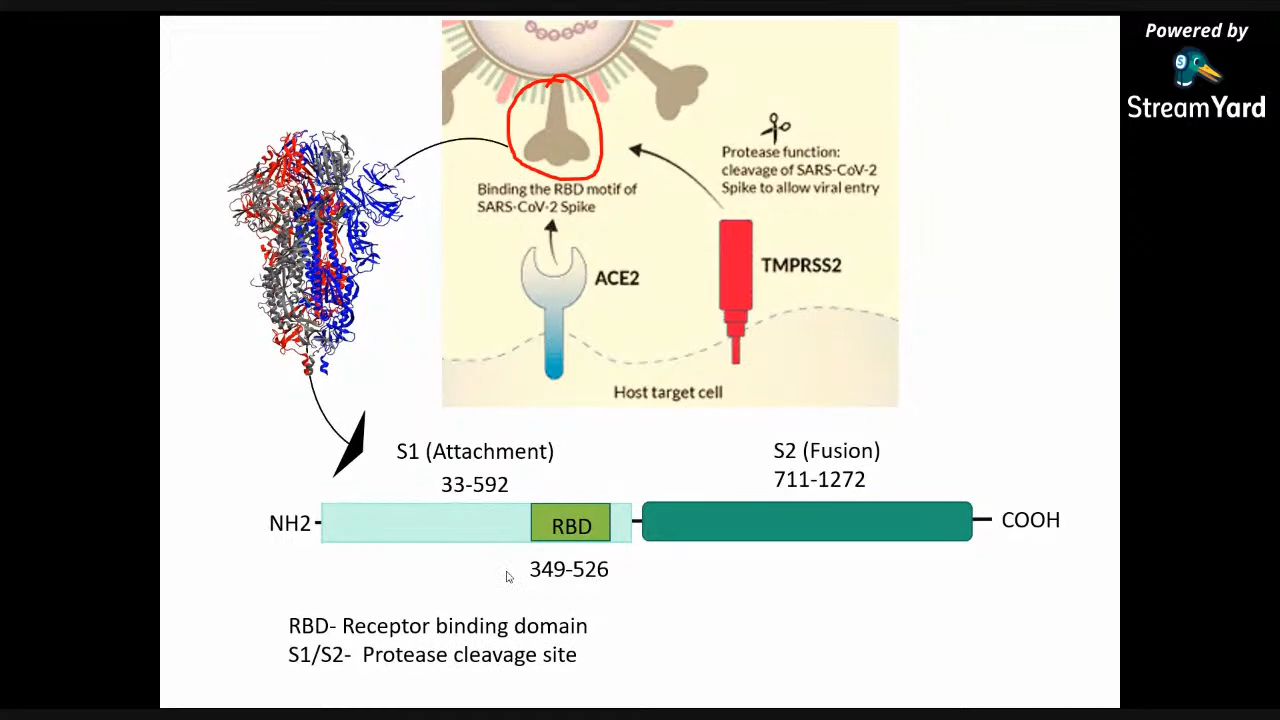 Powered by
StreamYard
Protease function:
cleavage of SARS-CoV-2
Spike to allow viral entry
Binding the RBD motif of
SARS-CoV-2 Spike
ACE2
TMPRSS2
Host target cell
S1 (Attachment)
33-592
S2 (Fusion)
711-1272
NH2
RBD
COOH
349-526
RBD- Receptor binding domain
S1/S2- Protease cleavage site